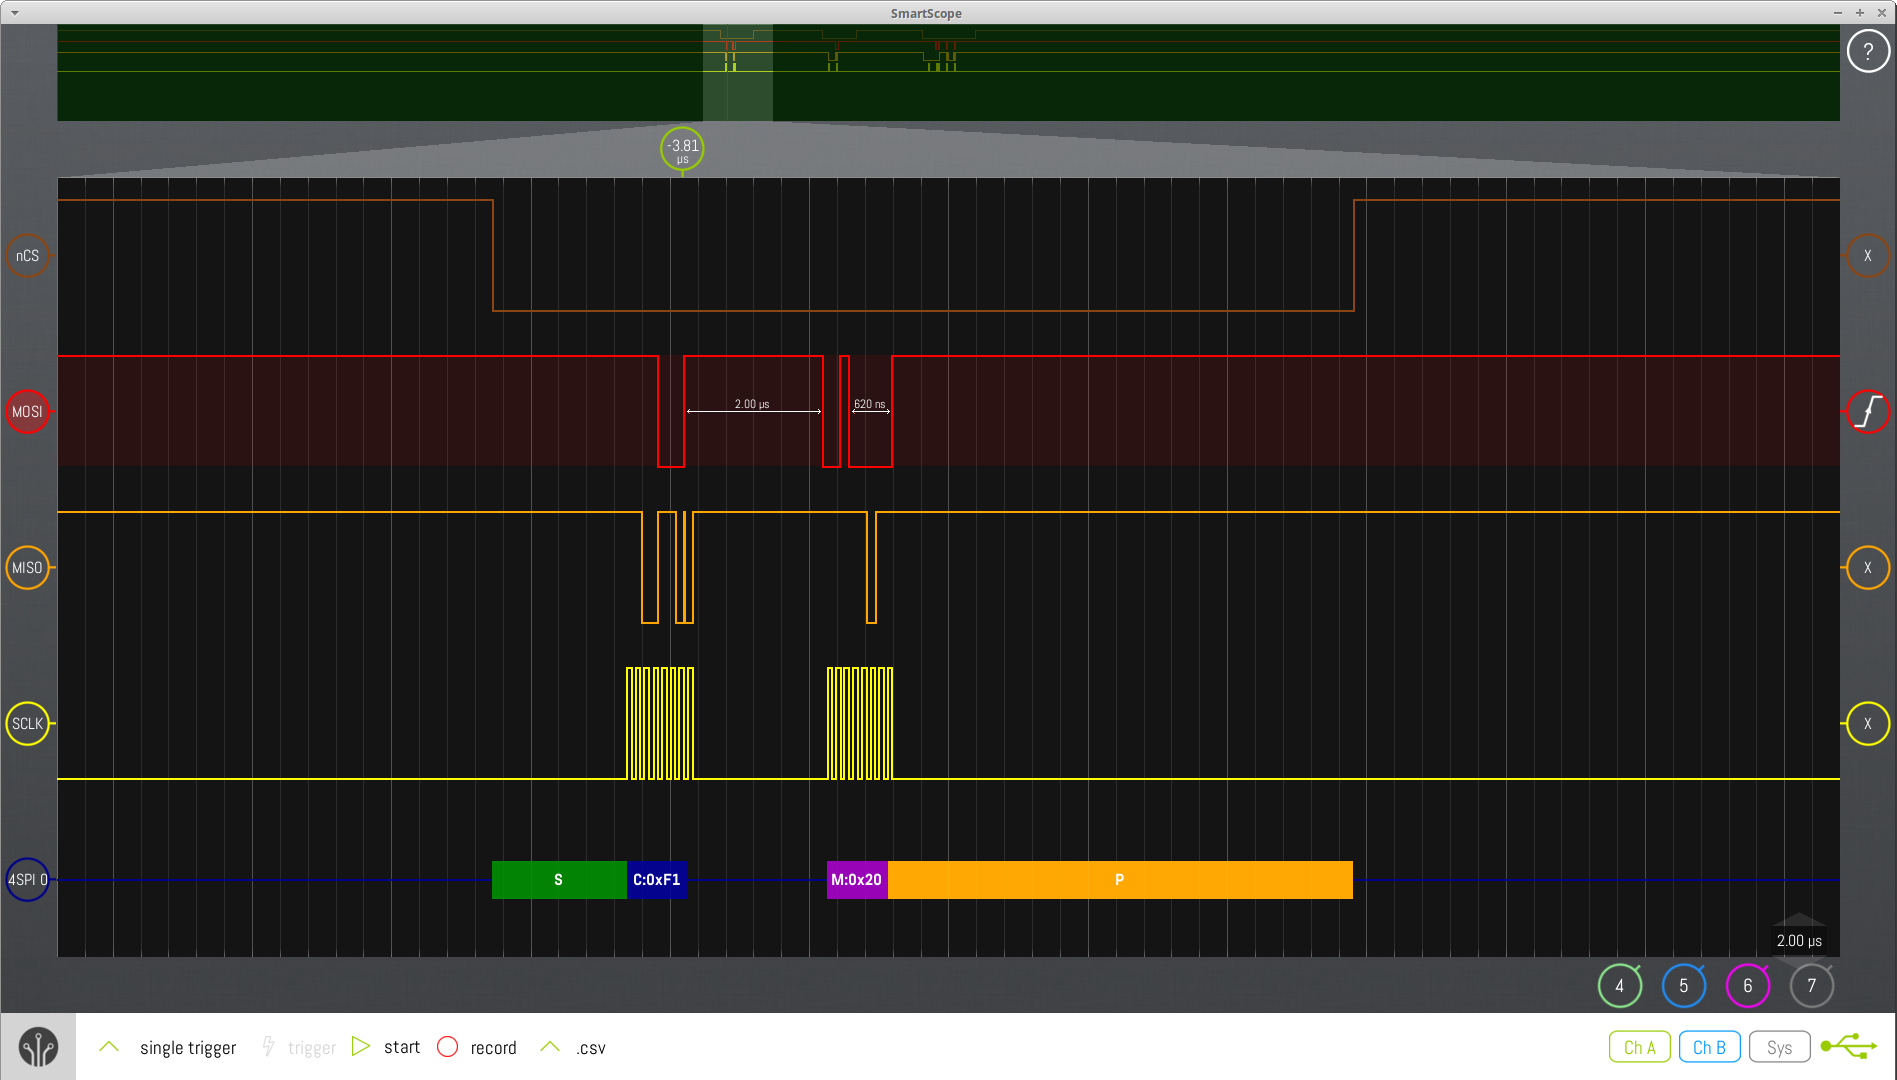 SmartScope
?
-3.81
µs
nCS
X
MOSI
2.00 µs
620 ns
MISO
X
SCLK
X
4SPI 0
S
C:0xF1
M:0x20
P
2.00 µs
4
5
6
7
single trigger
trigger
start
record
.csv
Ch A
Ch B
Sys